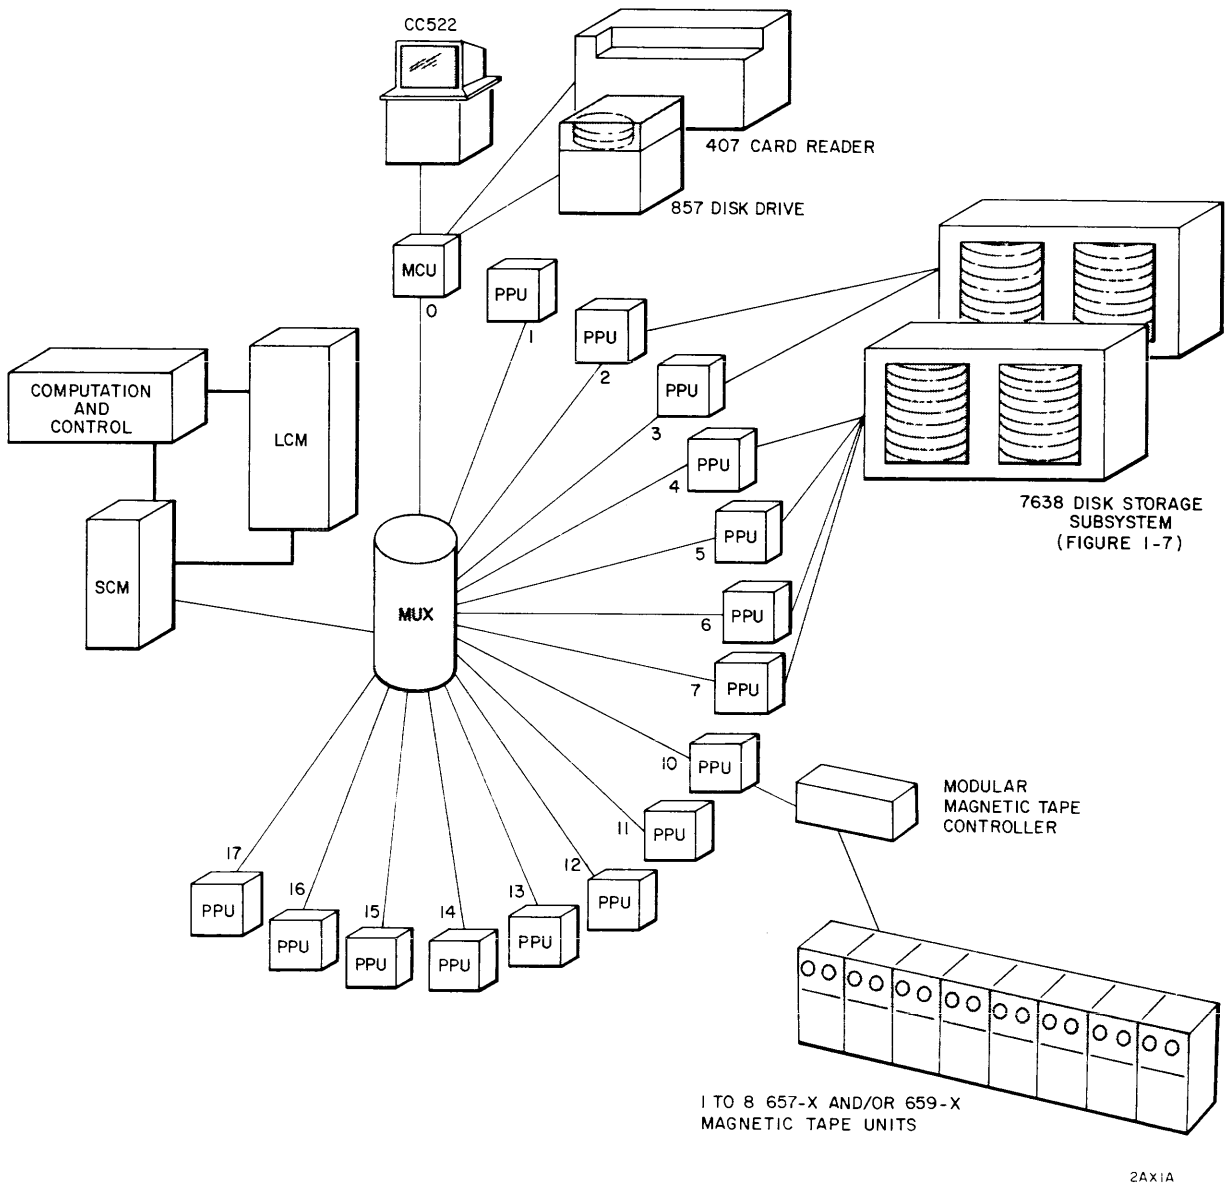 CC522
407 CARD READER
857 DISK DRIVE
MCU
0
PPU
1
PPU
2
PPU
3
PPU
4
PPU
5
PPU
6
PPU
7
PPU
10
PPU
11
PPU
12
PPU
13
PPU
14
PPU
15
PPU
16
PPU
17
COMPUTATION
AND
CONTROL
LCM
SCM
MUX
7638 DISK STORAGE
SUBSYSTEM
(FIGURE 1-7)
MODULAR
MAGNETIC TAPE
CONTROLLER
1 TO 8 657-X AND/OR 659-X
MAGNETIC TAPE UNITS
2AX1A